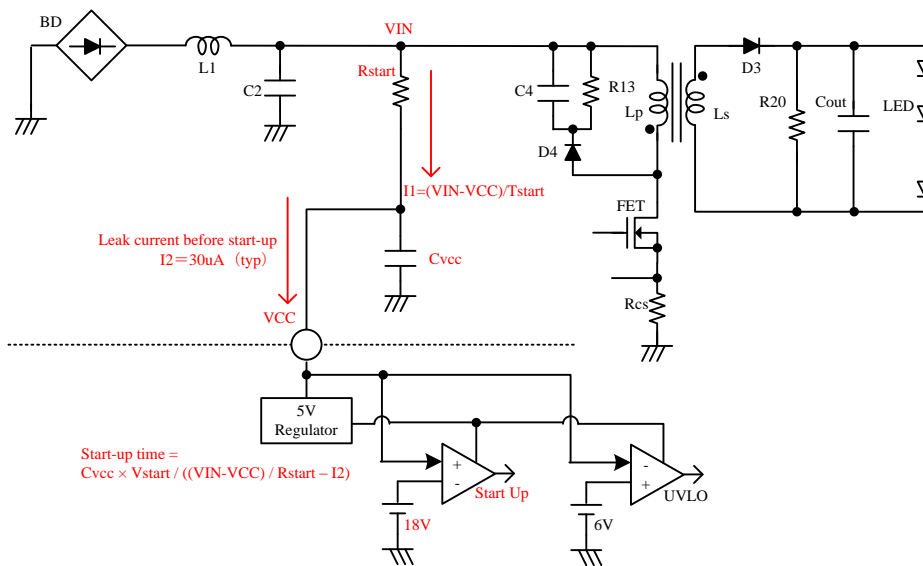 BD
VIN
L1
Rstart
C2
C4
R13
Lp
Ls
D3
R20
Cout
LED
D4
I1=(VIN-VCC)/Tstart
FET
Leak current before start-up
I2＝30uA（typ）
Cvcc
Rcs
VCC
5V
Regulator
Start-up time =
Cvcc × Vstart / ((VIN-VCC) / Rstart – I2)
+
-
Start Up
18V
-
+
UVLO
6V